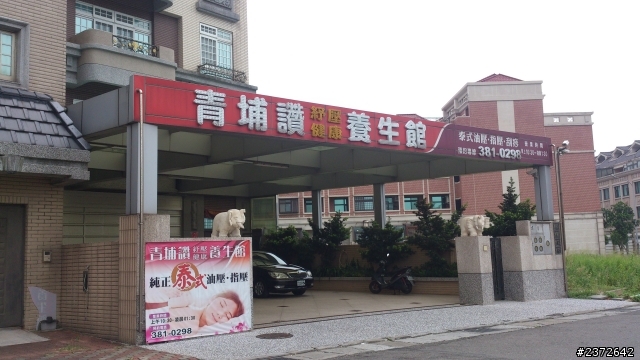 青埔讚 紓壓 健康 養生館
泰式油壓‧指壓‧刮痧
381-0298
青埔讚 紓壓 健康 養生館
純正泰式油壓‧指壓
381-0298
#2372642